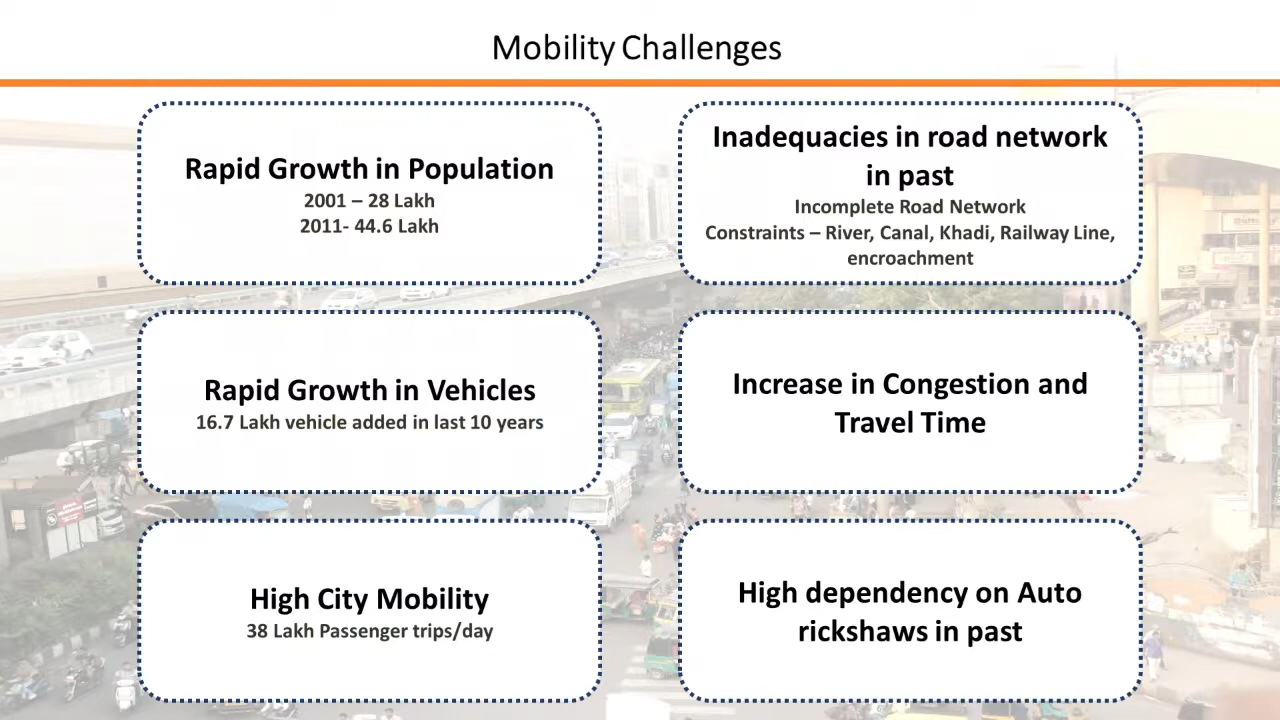 Mobility Challenges
Rapid Growth in Population
2001 – 28 Lakh
2011- 44.6 Lakh
Inadequacies in road network
in past
Incomplete Road Network
Constraints – River, Canal, Khadi, Railway Line,
encroachment
Rapid Growth in Vehicles
16.7 Lakh vehicle added in last 10 years
Increase in Congestion and
Travel Time
High City Mobility
38 Lakh Passenger trips/day
High dependency on Auto
rickshaws in past